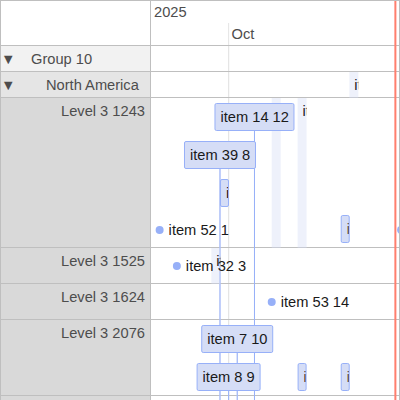 2025
Oct
▼ Group 10
▼ North America
Level 3 1243
item 14 12
item 39 8
item 52 1
Level 3 1525
item 32 3
Level 3 1624
item 53 14
Level 3 2076
item 7 10
item 8 9